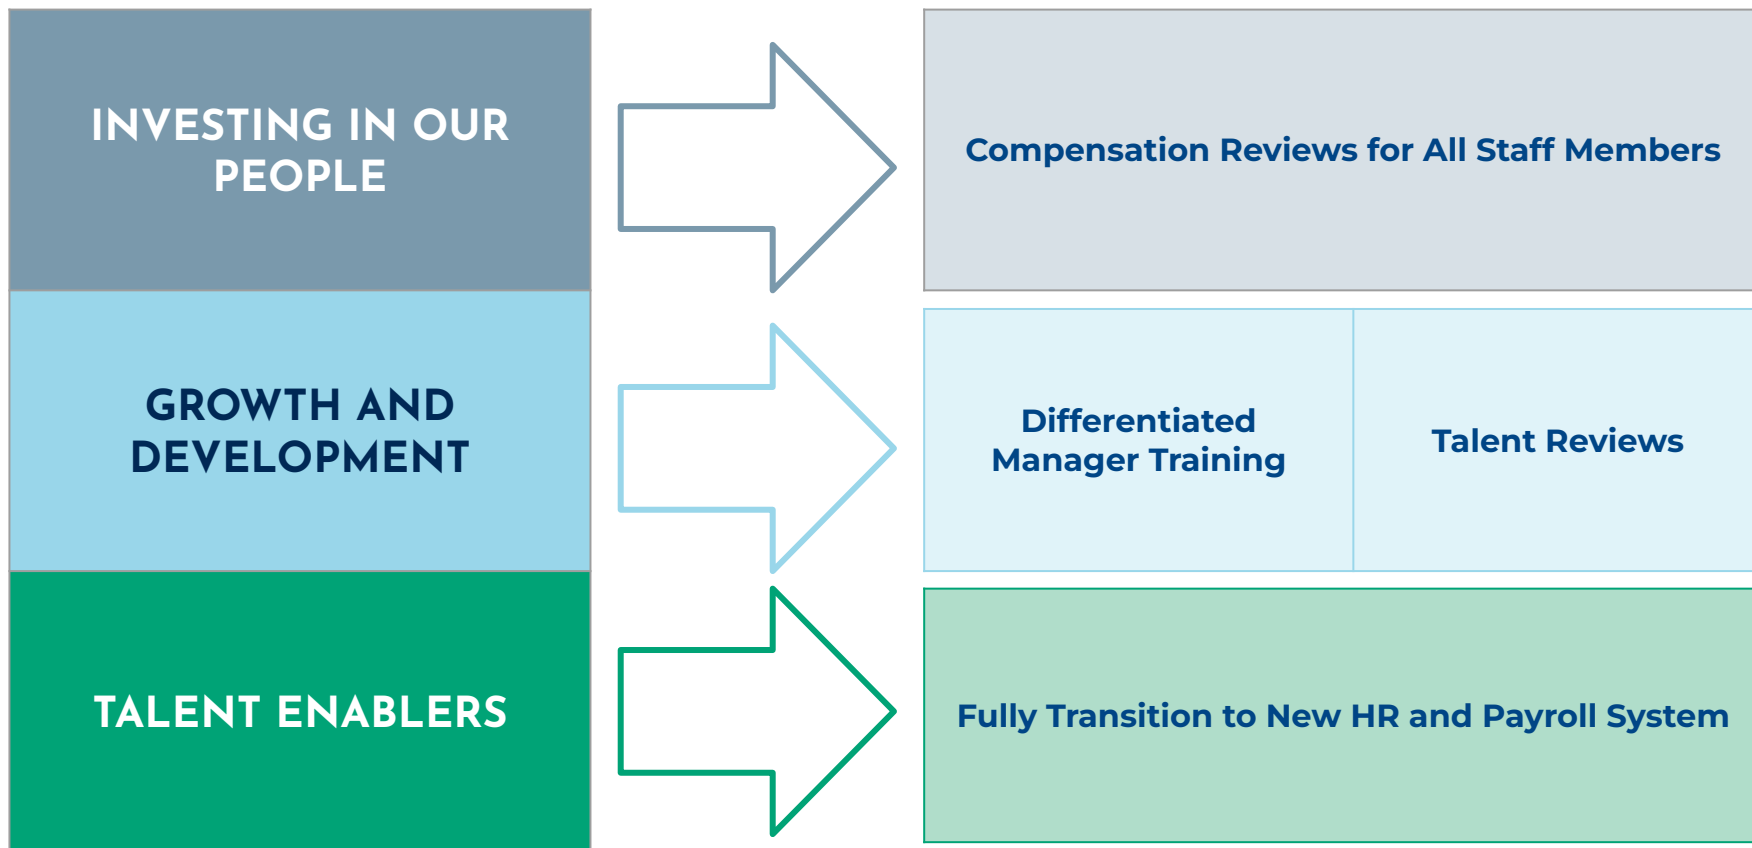 INVESTING IN OUR
PEOPLE
Compensation Reviews for All Staff Members
GROWTH AND
DEVELOPMENT
Differentiated
Manager Training
Talent Reviews
TALENT ENABLERS
Fully Transition to New HR and Payroll System